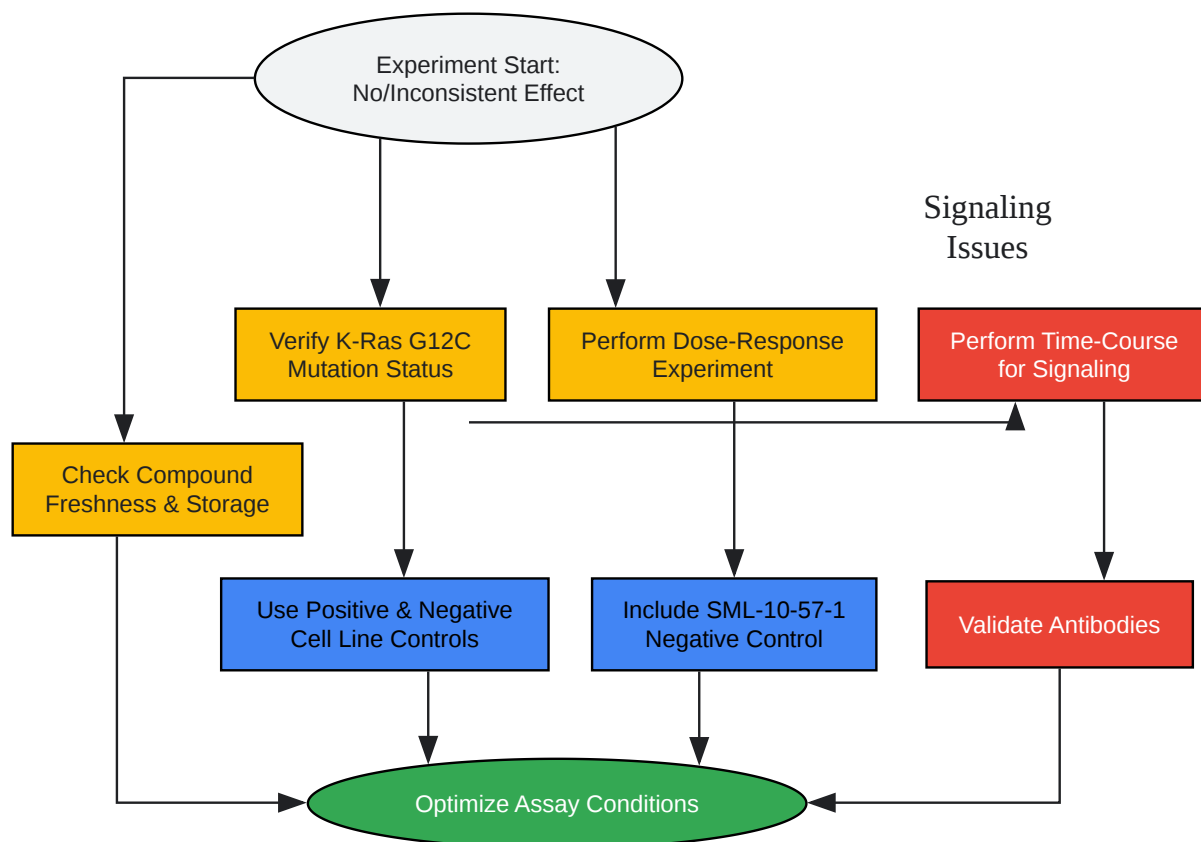 Experiment Start:
No/Inconsistent Effect
Signaling
Issues
Verify K-Ras G12C
Mutation Status
Perform Dose-Response
Experiment
Perform Time-Course
for Signaling
Check Compound
Freshness & Storage
Use Positive & Negative
Cell Line Controls
Include SML-10-57-1
Negative Control
Validate Antibodies
Optimize Assay Conditions